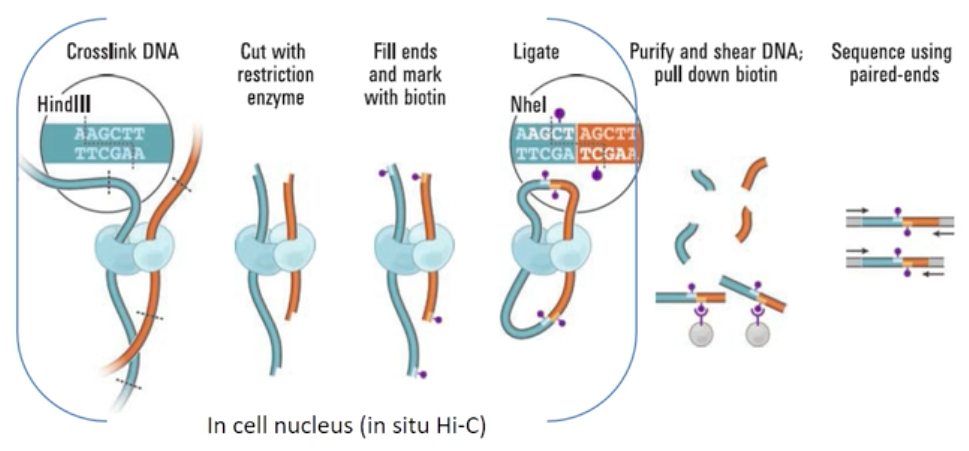 Crosslink DNA
Cut with
restriction
enzyme
Fill ends
and mark
with biotin
Ligate
Purify and shear DNA;
pull down biotin
Sequence using
paired-ends
HindIII
AAGCTT
TTCGAA
NheI
AAGCT AGCTT
TTCGA TCGAA
In cell nucleus (in situ Hi-C)